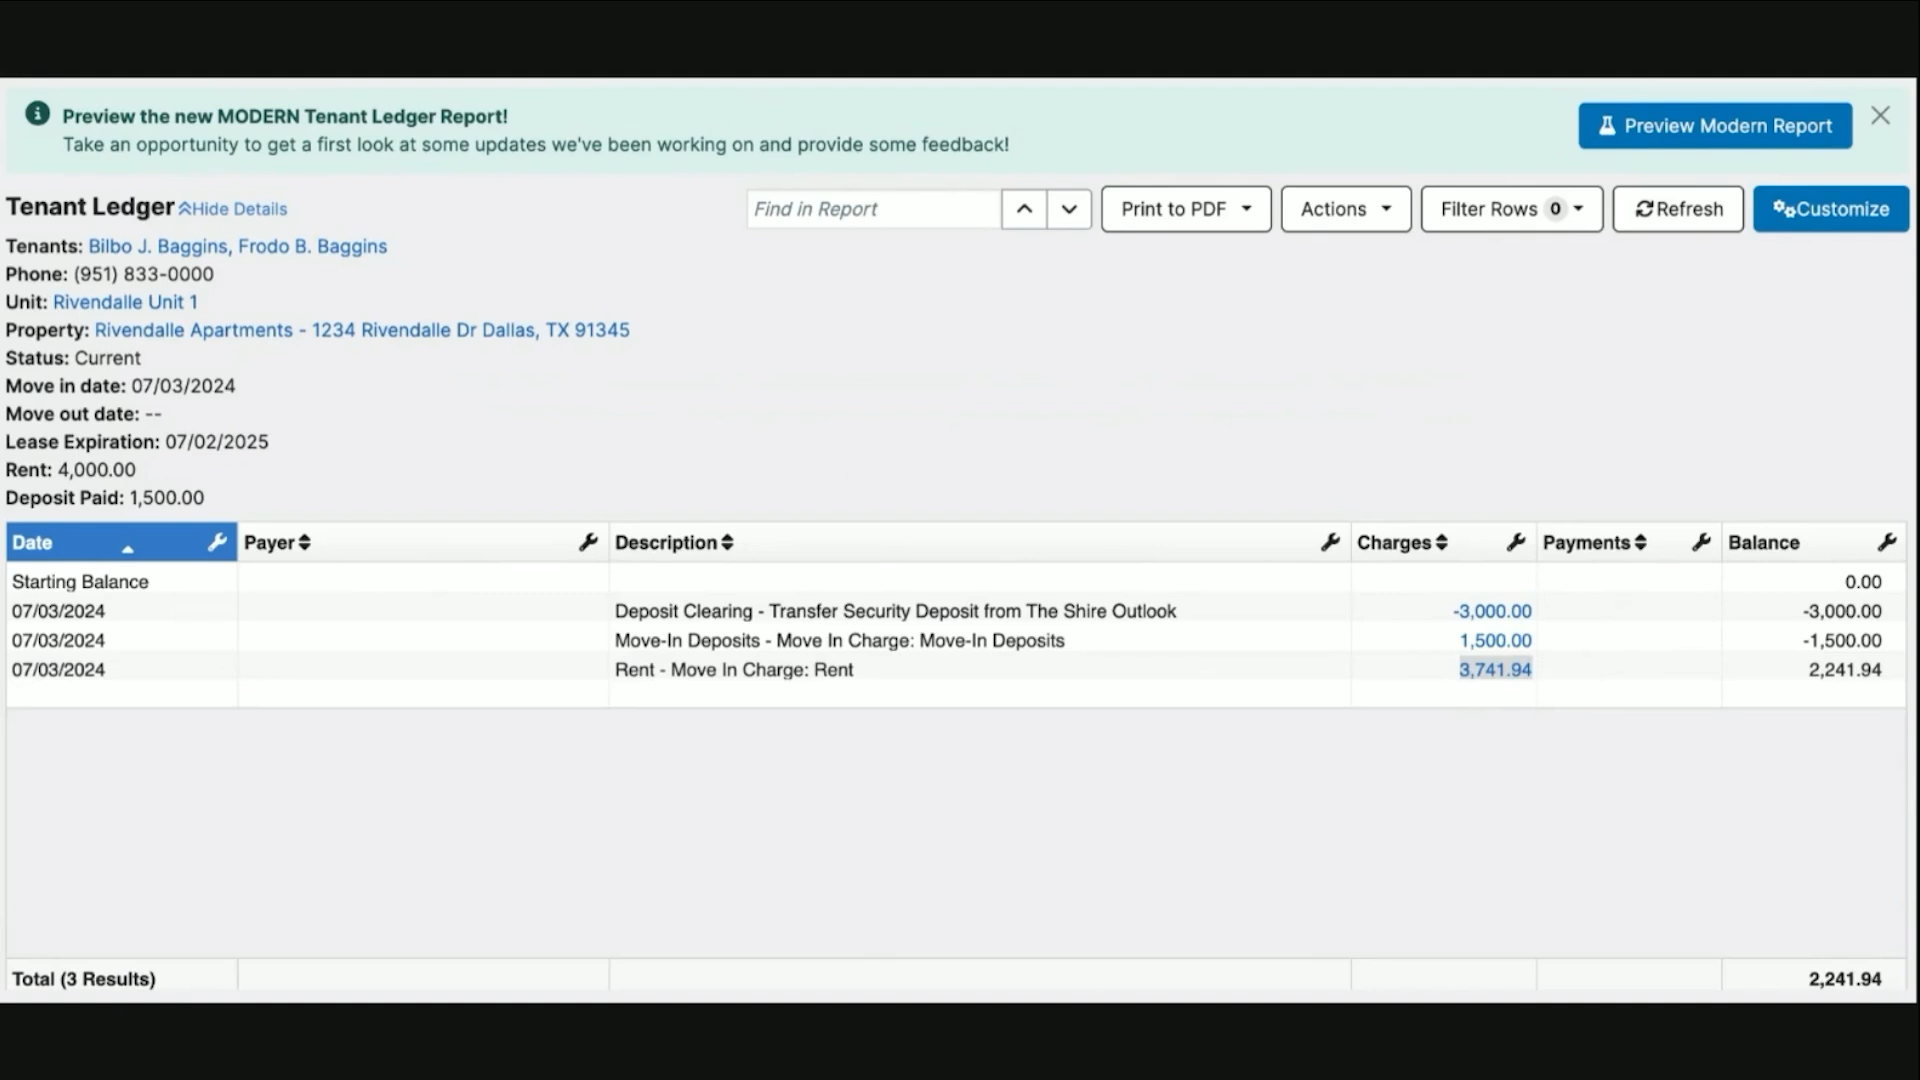 Preview the new MODERN Tenant Ledger Report!
Take an opportunity to get a first look at some updates we've been working on and provide some feedback!
Preview Modern Report
Tenant Ledger Hide Details
Find in Report
Print to PDF
Actions
Filter Rows 0
Refresh
Customize
Tenants: Bilbo J. Baggins, Frodo B. Baggins
Phone: (951) 833-0000
Unit: Rivendalle Unit 1
Property: Rivendalle Apartments - 1234 Rivendalle Dr Dallas, TX 91345
Status: Current
Move in date: 07/03/2024
Move out date: --
Lease Expiration: 07/02/2025
Rent: 4,000.00
Deposit Paid: 1,500.00
Date Payer Description Charges Payments Balance
Starting Balance 0.00
07/03/2024 Deposit Clearing - Transfer Security Deposit from The Shire Outlook -3,000.00 -3,000.00
07/03/2024 Move-In Deposits - Move In Charge: Move-In Deposits 1,500.00 -1,500.00
07/03/2024 Rent - Move In Charge: Rent 3,741.94 2,241.94
Total (3 Results) 2,241.94